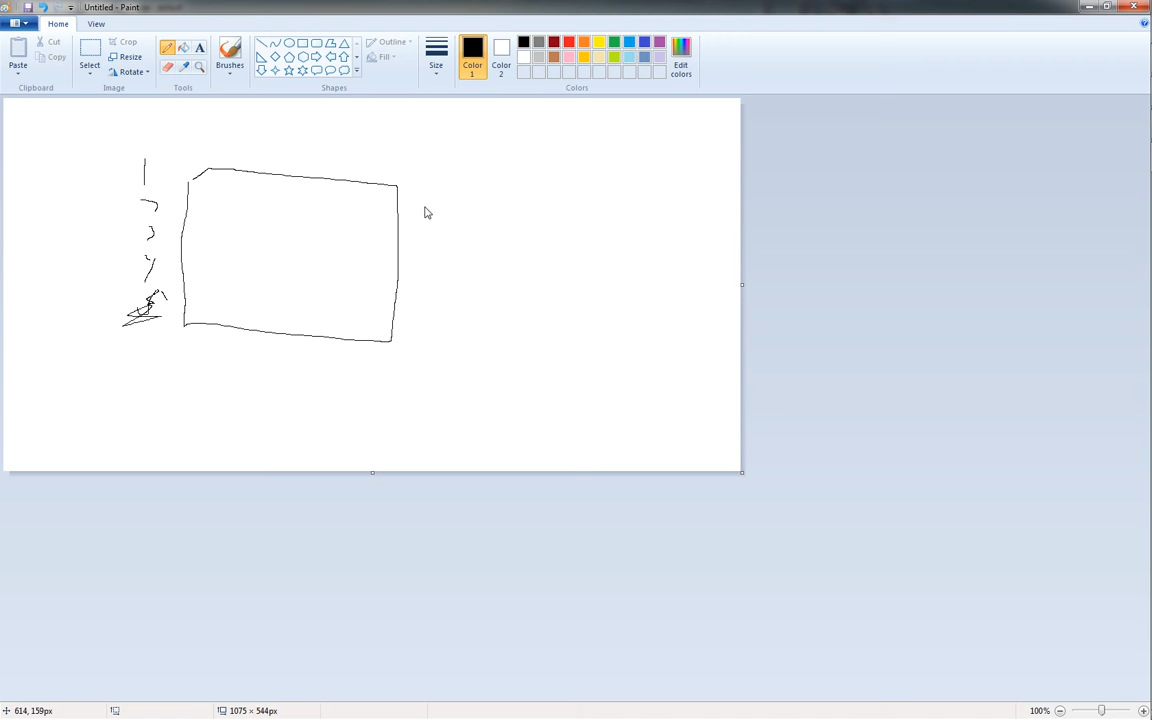 Untitled - Paint
Home View
Paste
Cut
Copy
Clipboard
Select
Crop
Resize
Rotate
Image
A
Tools
Brushes
Outline
Fill
Shapes
Size
Color 1
Color 2
Edit colors
Colors
1
614, 159px
1075 × 544px
100%